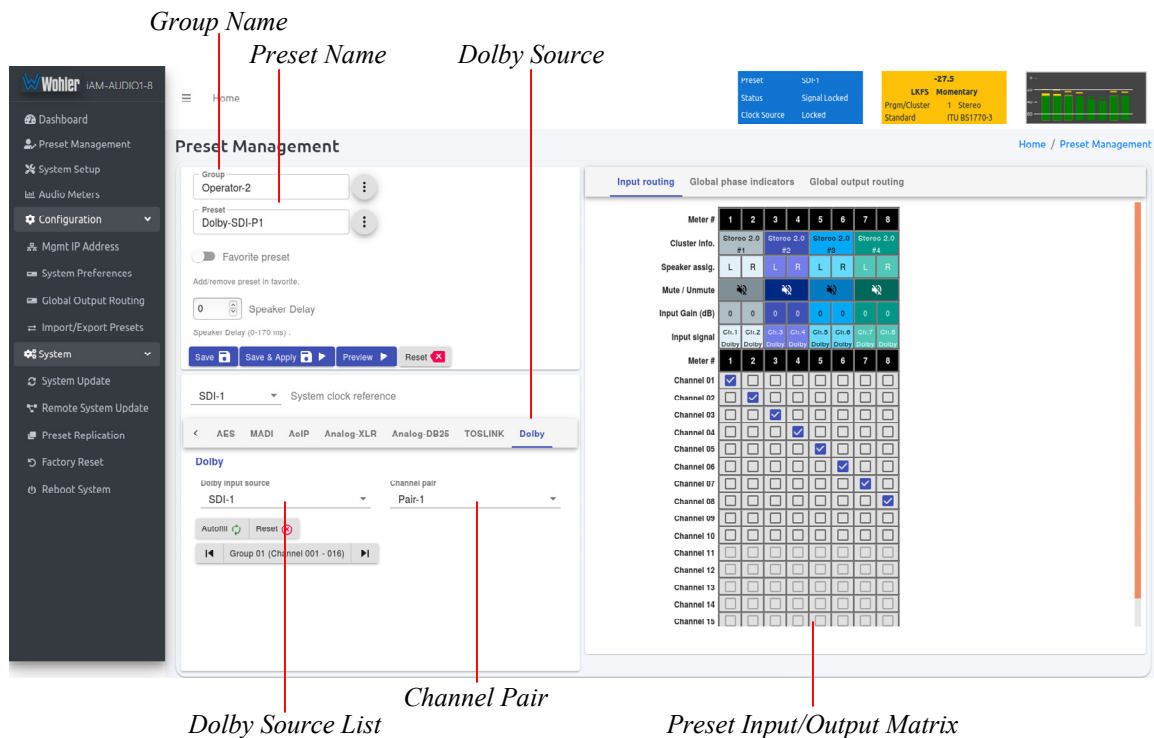 Group Name
Preset Name
Dolby Source
Wohler iAM-AUDIO1-8
Dashboard
Preset Management
System Setup
Audio Meters
Configuration
Mgmt IP Address
System Preferences
Global Output Routing
Import/Export Presets
System
System Update
Remote System Update
Preset Replication
Factory Reset
Reboot System
Home
Preset SDI-1
Status Signal Locked
Clock Source Locked
-27.5
LKFS Momentary
Prgm/Cluster 1 Stereo
Standard ITU BS1770-3
Preset Management
Home / Preset Management
Group
Operator-2
Preset
Dolby-SDI-P1
Favorite preset
Add/remove preset in favorite.
0 Speaker Delay
Speaker Delay (0-170 ms) .
Save Save & Apply Preview Reset
SDI-1 System clock reference
AES MADI AoIP Analog-XLR Analog-DB25 TOSLINK Dolby
Dolby
Dolby input source Channel pair
SDI-1 Pair-1
Autofill Reset
Group 01 (Channel 001 - 016)
Input routing Global phase indicators Global output routing
Meter # 1 2 3 4 5 6 7 8
Cluster info. Stereo 2.0 #1 Stereo 2.0 #2 Stereo 2.0 #3 Stereo 2.0 #4
Speaker assig. L R L R L R L R
Mute / Unmute
Input Gain (dB) 0 0 0 0 0 0 0 0
Input signal Ch.1 Dolby Ch.2 Dolby Ch.3 Dolby Ch.4 Dolby Ch.5 Dolby Ch.6 Dolby Ch.7 Dolby Ch.8 Dolby
Meter # 1 2 3 4 5 6 7 8
Channel 01
Channel 02
Channel 03
Channel 04
Channel 05
Channel 06
Channel 07
Channel 08
Channel 09
Channel 10
Channel 11
Channel 12
Channel 13
Channel 14
Channel 15
Channel Pair
Dolby Source List
Preset Input/Output Matrix